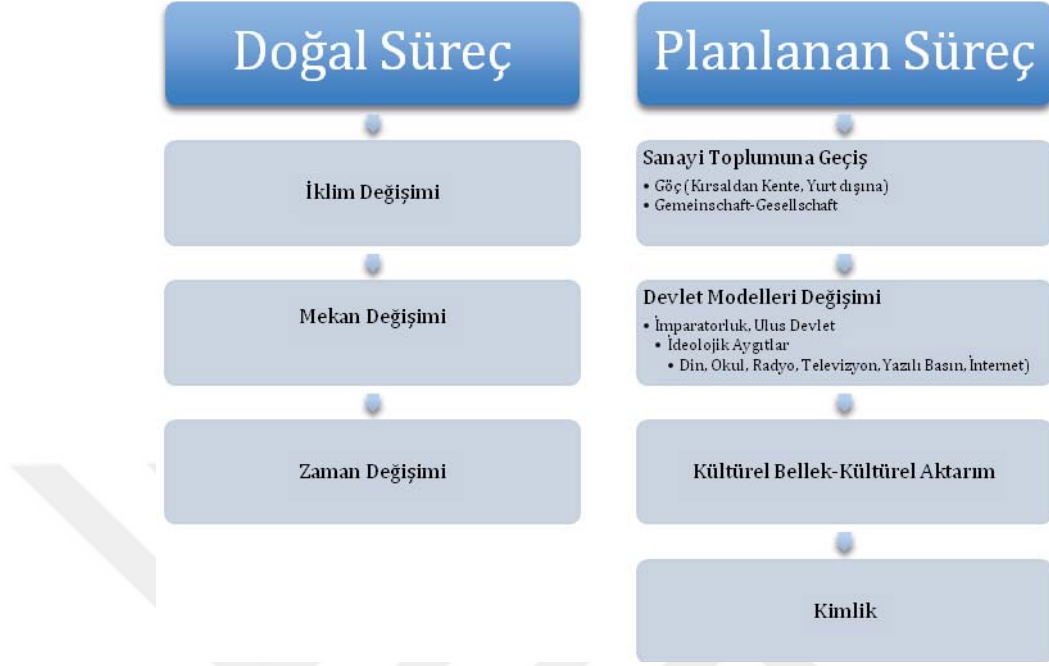 Doğal Süreç
İklim Değişimi
Mekan Değişimi
Zaman Değişimi
Planlanan Süreç
Sanayi Toplumuna Geçiş
• Göç (Kırsaldan Kente, Yurt dışına)
• Gemeinschaft-Gesellschaft
Devlet Modelleri Değişimi
• İmparatorluk, Ulus Devlet
• İdeolojik Aygıtlar
• Din, Okul, Radyo, Televizyon, Yazılı Basın, İnternet)
Kültürel Bellek-Kültürel Aktarım
Kimlik